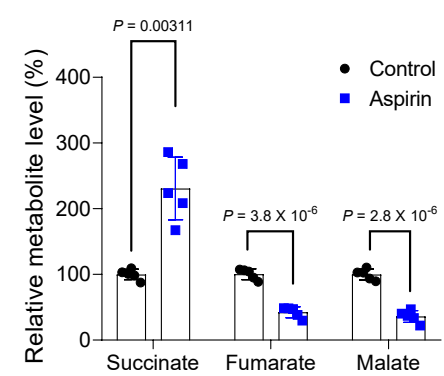 P = 0.00311
Relative metabolite level (%)
400
300
200
100
0
Control
Aspirin
P = 3.8 X 10-6
P = 2.8 X 10-6
Succinate
Fumarate
Malate